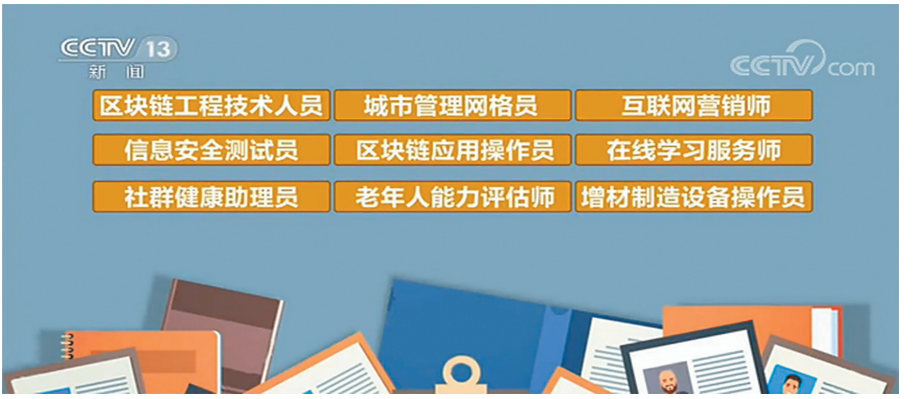 CCTV 13
新闻
CCTV.com
区块链工程技术人员 城市管理网格员 互联网营销师
信息安全测试员 区块链应用操作员 在线学习服务师
社群健康助理员 老年人能力评估师 增材制造设备操作员